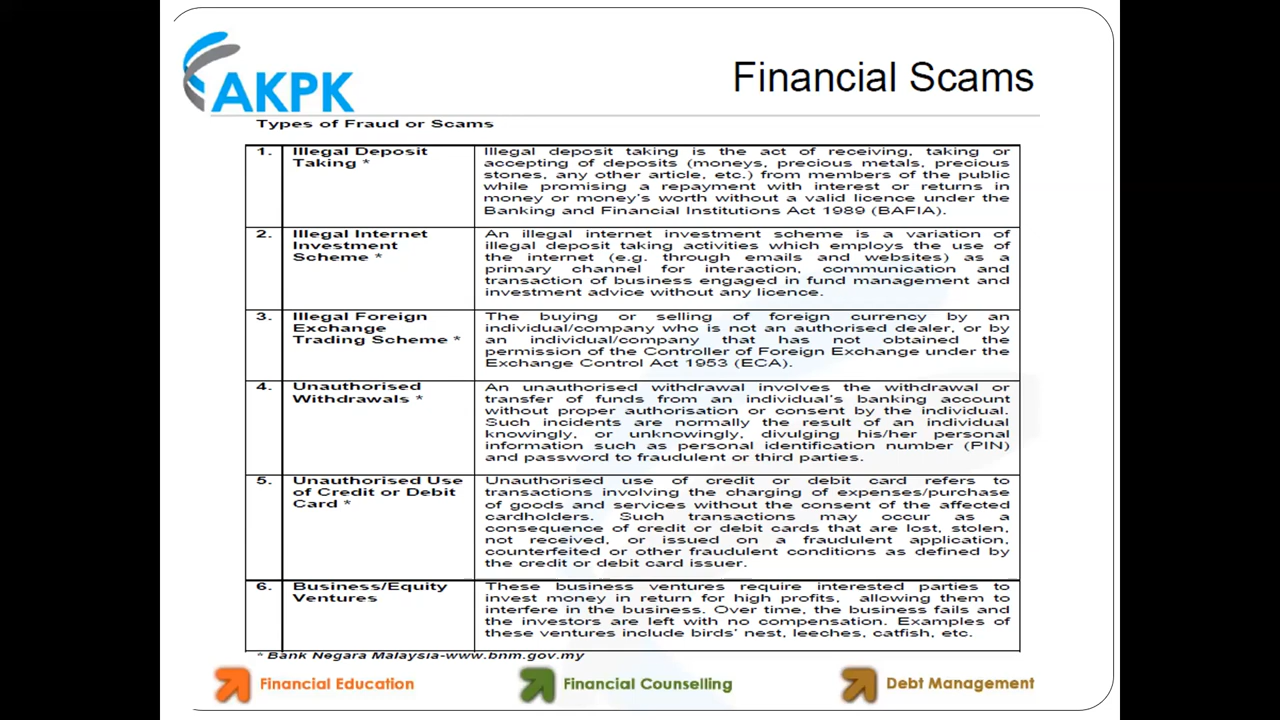 AKPK
Financial Scams
Types of Fraud or Scams
1. Illegal Deposit
Taking *
Illegal deposit taking is the act of receiving, taking or
accepting of deposits (moneys, precious metals, precious
stones, any other article, etc.) from members of the public
while promising a repayment with interest or returns in
money or money's worth without a valid licence under the
Banking and Financial Institutions Act 1989 (BAFIA).
2. Illegal Internet
Investment
Scheme *
An illegal internet investment scheme is a variation of
illegal deposit taking activities which employs the use of
the internet (e.g. through emails and websites) as a
primary channel for interaction, communication and
transaction of business engaged in fund management and
investment advice without any licence.
3. Illegal Foreign
Exchange
Trading Scheme *
The buying or selling of foreign currency by an
individual/company who is not an authorised dealer, or by
an individual/company that has not obtained the
permission of the Controller of Foreign Exchange under the
Exchange Control Act 1953 (ECA).
4. Unauthorised
Withdrawals *
An unauthorised withdrawal involves the withdrawal or
transfer of funds from an individual's banking account
without proper authorisation or consent by the individual.
Such incidents are normally the result of an individual
knowingly, or unknowingly, divulging his/her personal
information such as personal identification number (PIN)
and password to fraudulent or third parties.
5. Unauthorised Use
of Credit or Debit
Card *
Unauthorised use of credit or debit card refers to
transactions involving the charging of expenses/purchase
of goods and services without the consent of the affected
cardholders. Such transactions may occur as a
consequence of credit or debit cards that are lost, stolen,
not received, or issued on a fraudulent application,
counterfeited or other fraudulent conditions as defined by
the credit or debit card issuer.
6. Business/Equity
Ventures
These business ventures require interested parties to
invest money in return for high profits, allowing them to
interfere in the business. Over time, the business fails and
the investors are left with no compensation. Examples of
these ventures include birds' nest, leeches, catfish, etc.
* Bank Negara Malaysia-www.bnm.gov.my
Financial Education
Financial Counselling
Debt Management